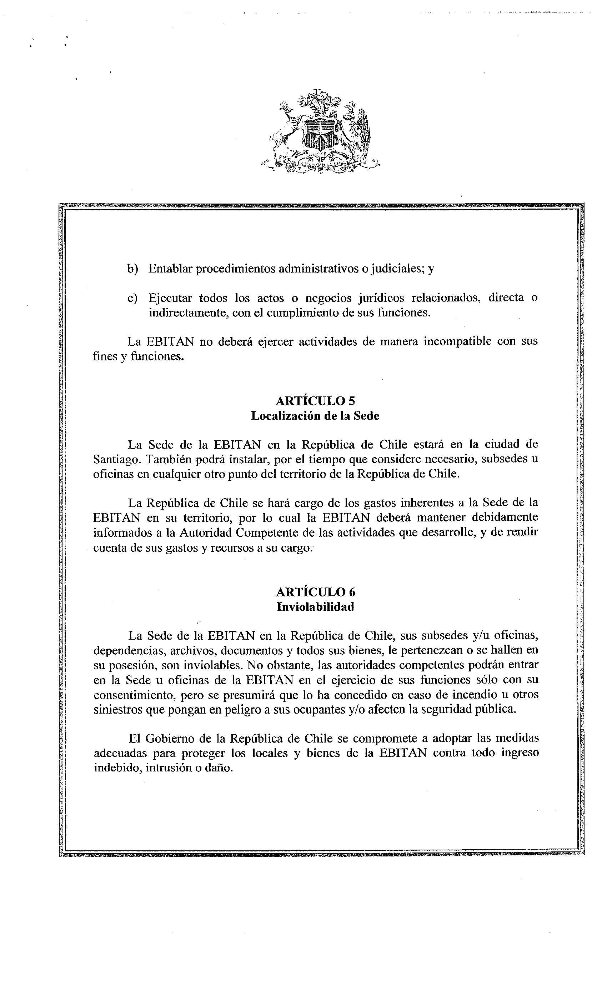 b) Entablar procedimientos administrativos o judiciales; y
c) Ejecutar todos los actos o negocios jurídicos relacionados, directa o
indirectamente, con el cumplimiento de sus funciones.
La EBITAN no deberá ejercer actividades de manera incompatible con sus
fines y funciones.
ARTÍCULO 5
Localización de la Sede
La Sede de la EBITAN en la República de Chile estará en la ciudad de
Santiago. También podrá instalar, por el tiempo que considere necesario, subsedes u
oficinas en cualquier otro punto del territorio de la República de Chile.
La República de Chile se hará cargo de los gastos inherentes a la Sede de la
EBITAN en su territorio, por lo cual la EBITAN deberá mantener debidamente
informados a la Autoridad Competente de las actividades que desarrolle, y de rendir
cuenta de sus gastos y recursos a su cargo.
ARTÍCULO 6
Inviolabilidad
La Sede de la EBITAN en la República de Chile, sus subsedes y/u oficinas,
dependencias, archivos, documentos y todos sus bienes, le pertenezcan o se hallen en
su posesión, son inviolables. No obstante, las autoridades competentes podrán entrar
en la Sede u oficinas de la EBITAN en el ejercicio de sus funciones sólo con su
consentimiento, pero se presumirá que lo ha concedido en caso de incendio u otros
siniestros que pongan en peligro a sus ocupantes y/o afecten la seguridad pública.
El Gobierno de la República de Chile se compromete a adoptar las medidas
adecuadas para proteger los locales y bienes de la EBITAN contra todo ingreso
indebido, intrusión o daño.